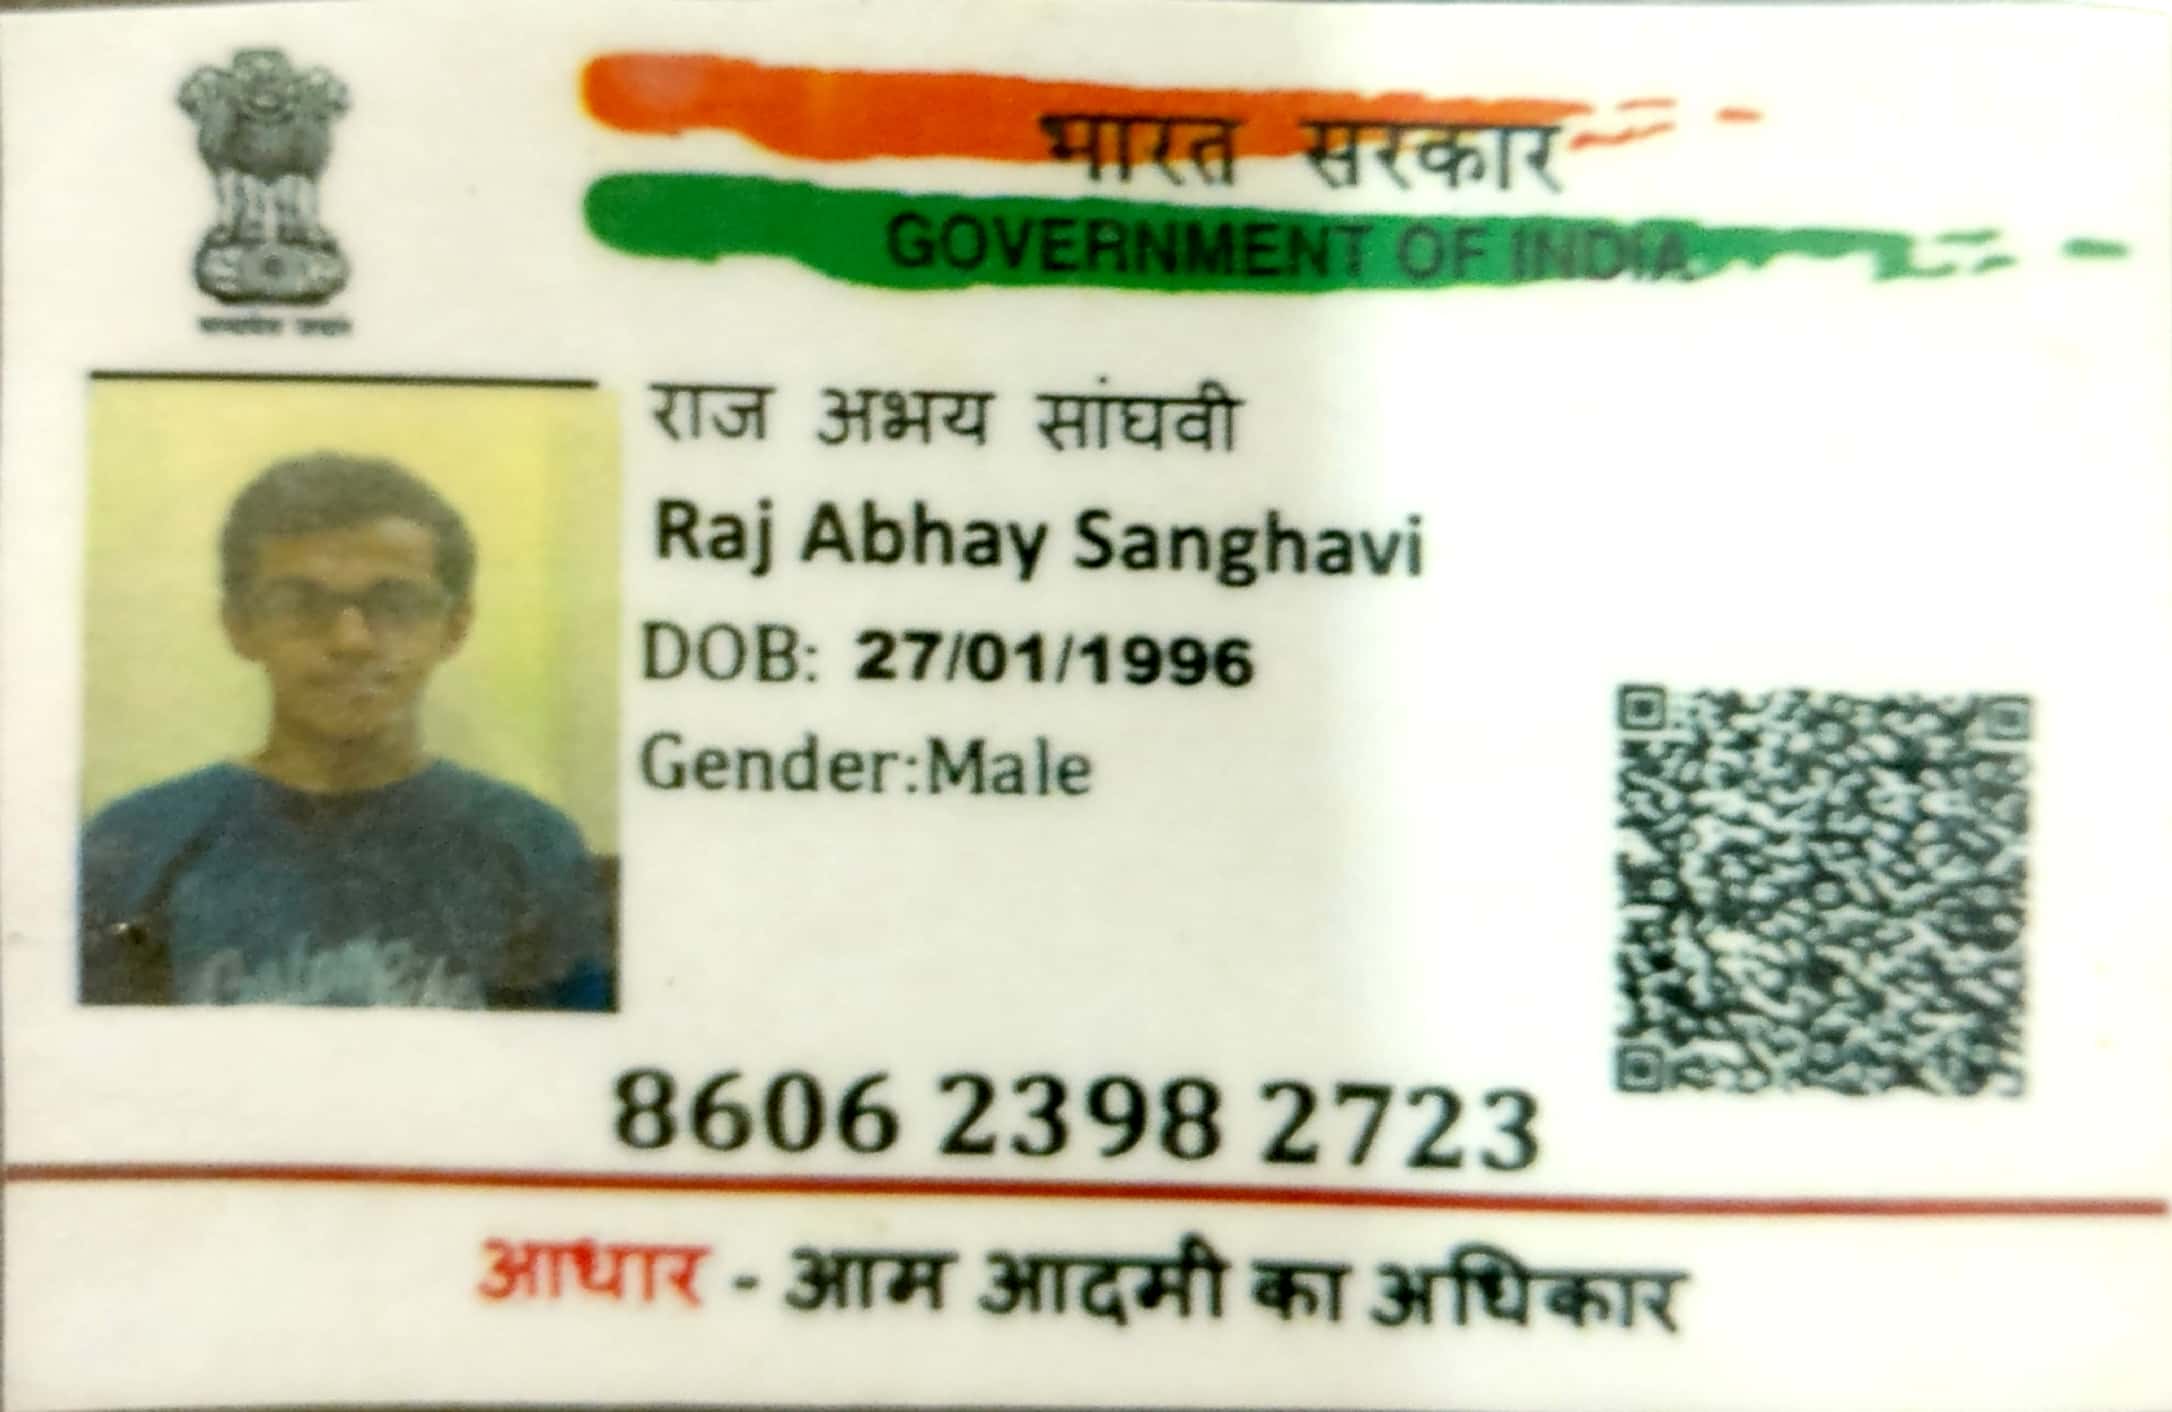 भारत सरकार
GOVERNMENT OF INDIA
राज अभय सांघवी
Raj Abhay Sanghavi
DOB: 27/01/1996
Gender:Male
8606 2398 2723
आधार - आम आदमी का अधिकार